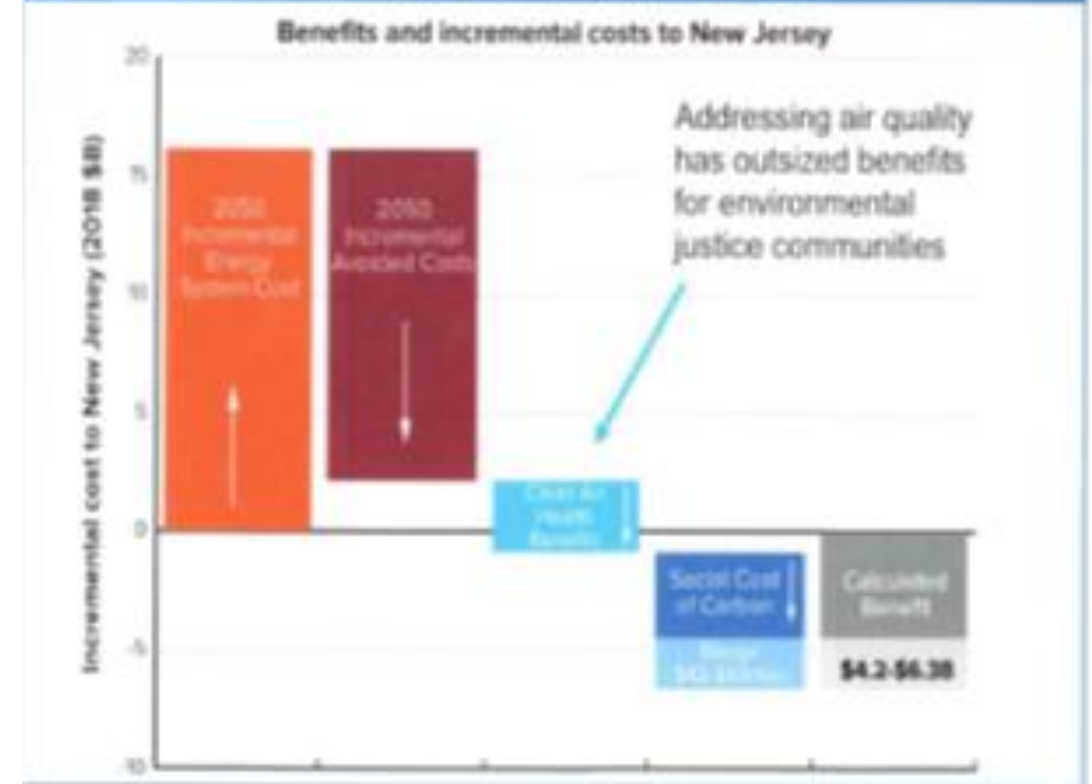 Benefits and incremental costs to New Jersey
Incremental cost to New Jersey (2018 $B)
20
15
10
5
0
-5
-10
2050
Incremental
Energy
System Cost
2050
Incremental
Avoided Costs
Addressing air quality
has outsized benefits
for environmental
justice communities
Clean Air
Health
Benefits
Social Cost
of Carbon
Range
Calculated
Benefit
$4.2-$6.3B